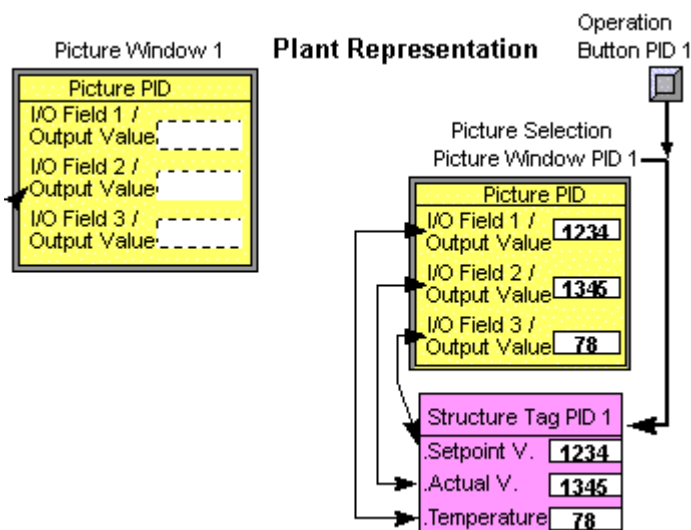 Operation
Button PID 1
Plant Representation
Picture Window 1
Picture PID
I/O Field 1 /
Output Value
I/O Field 2 /
Output Value
I/O Field 3 /
Output Value
Picture Selection
Picture Window PID 1
Picture PID
I/O Field 1 /
Output Value 1234
I/O Field 2 /
Output Value 1345
I/O Field 3 /
Output Value 78
Structure Tag PID 1
.Setpoint V. 1234
.Actual V. 1345
.Temperature 78